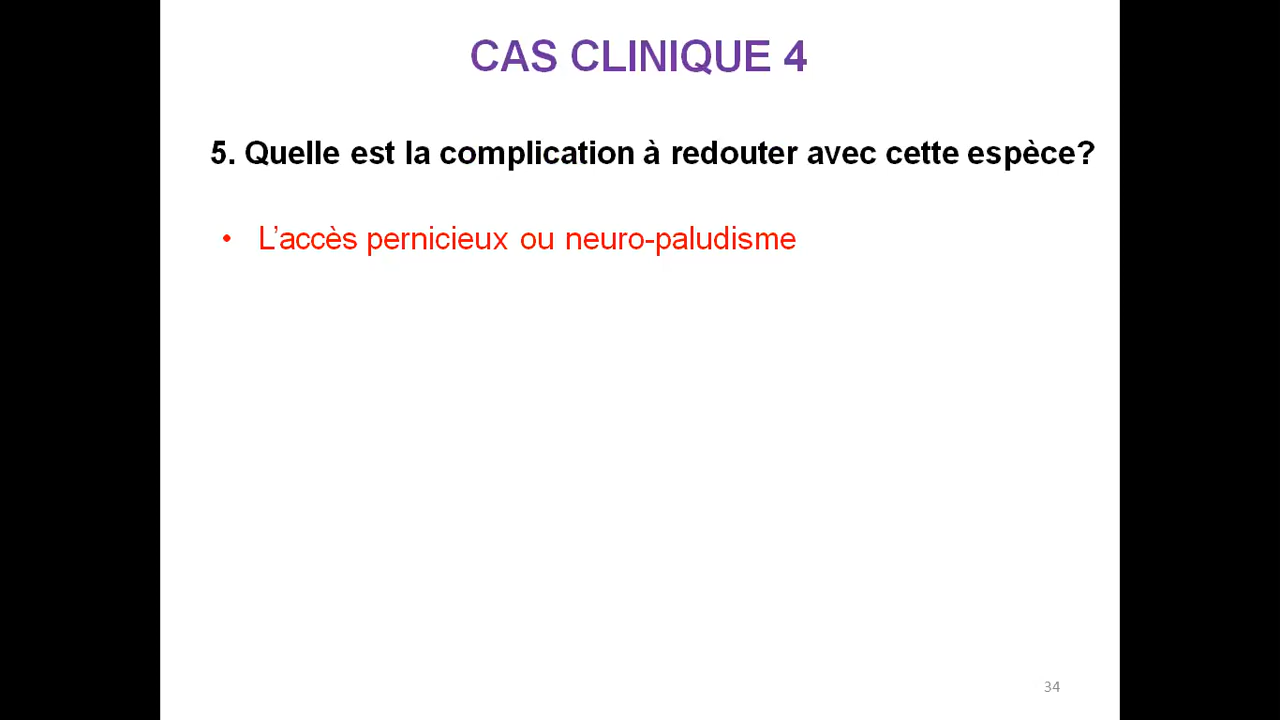 CAS CLINIQUE 4
5. Quelle est la complication à redouter avec cette espèce?
• L'accès pernicieux ou neuro-paludisme
34